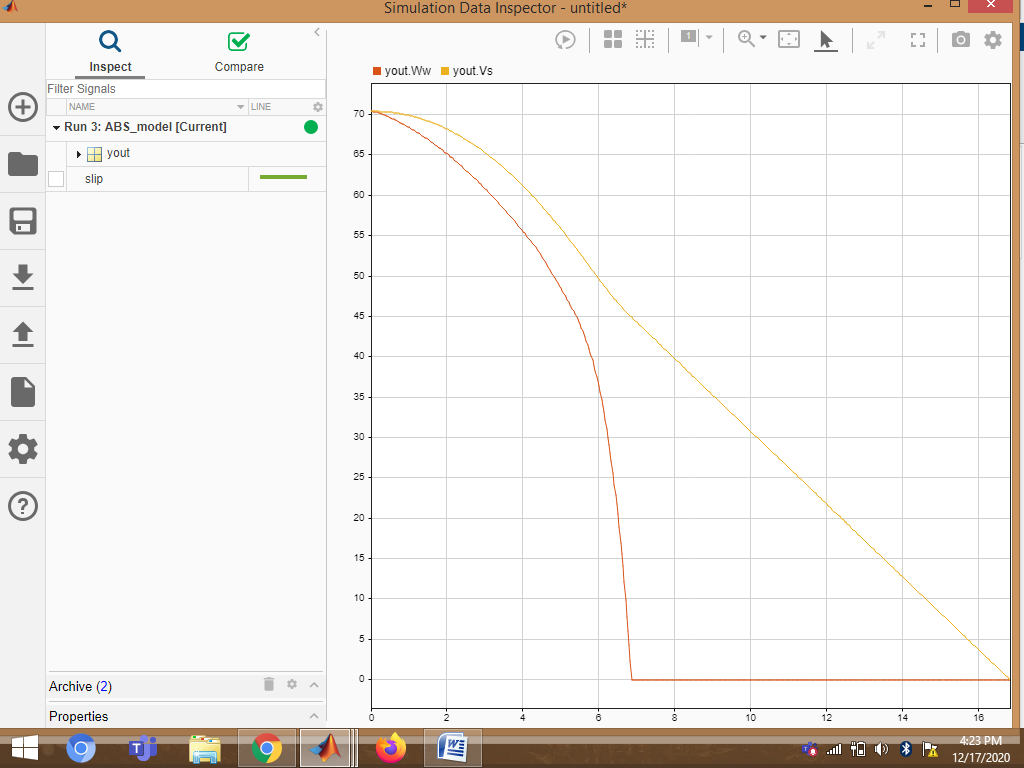 Simulation Data Inspector - untitled*
Inspect
Compare
Filter Signals
NAME
LINE
Run 3: ABS_model [Current]
yout
slip
Archive (2)
Properties
1
yout.Ww yout.Vs
70
65
60
55
50
45
40
35
30
25
20
15
10
5
0
0 2 4 6 8 10 12 14 16
4:23 PM
12/17/2020